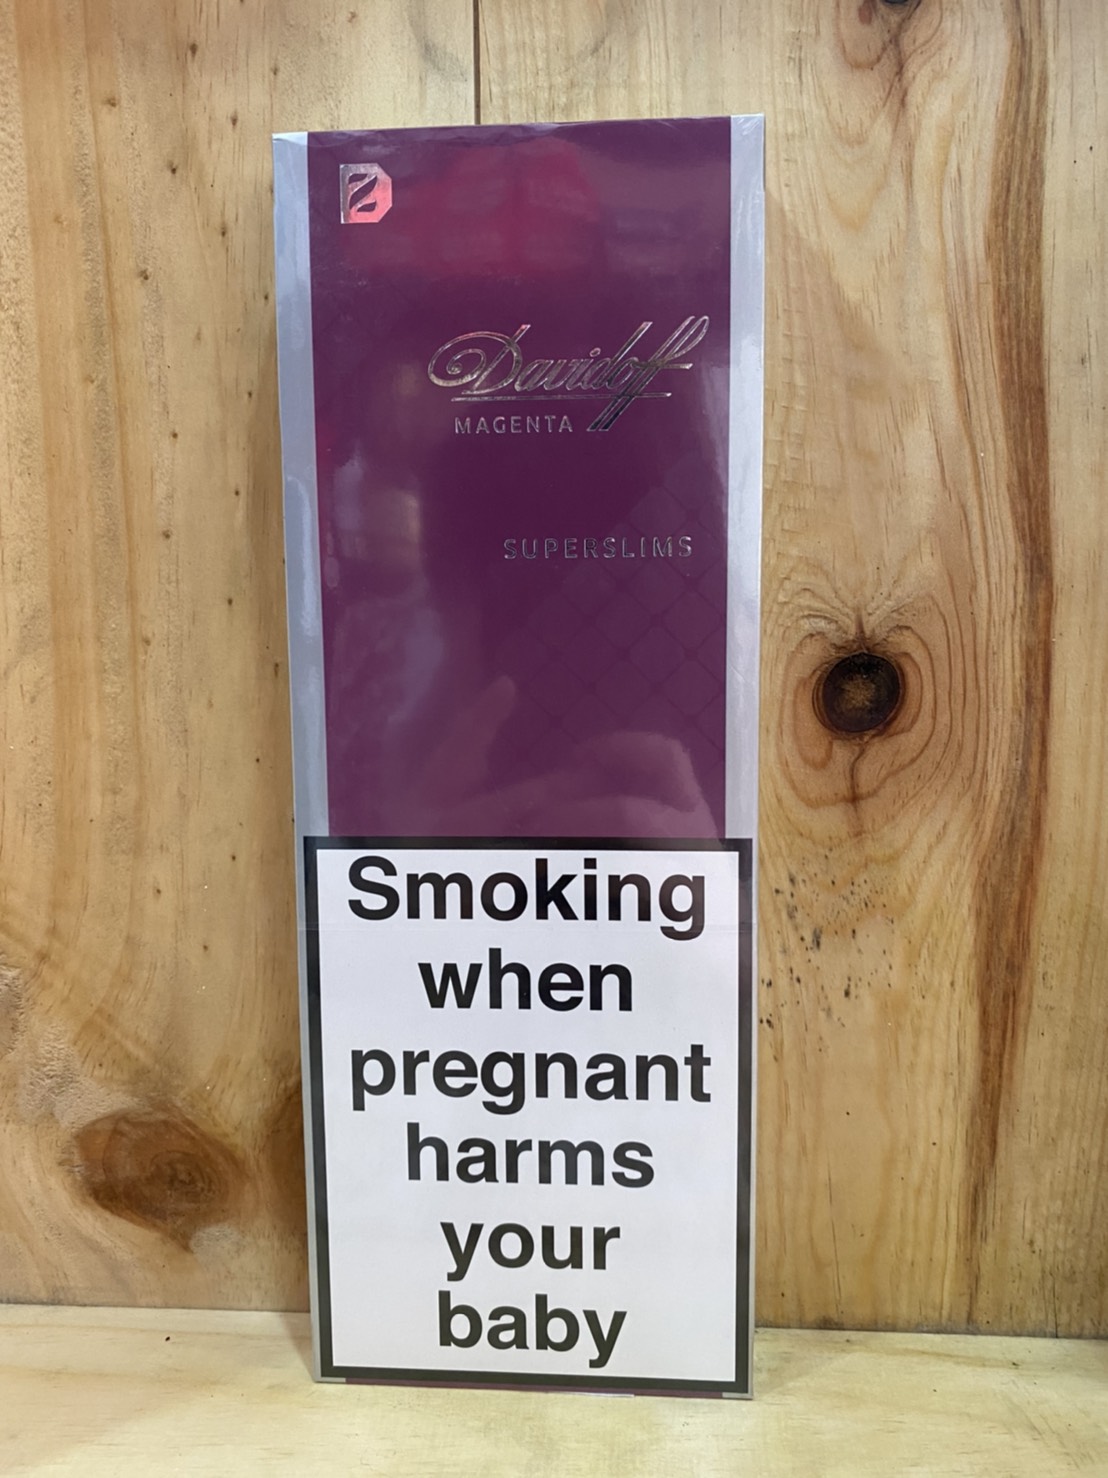 Davidoff
MAGENTA
SUPERSLIMS
Smoking
when
pregnant
harms
your
baby